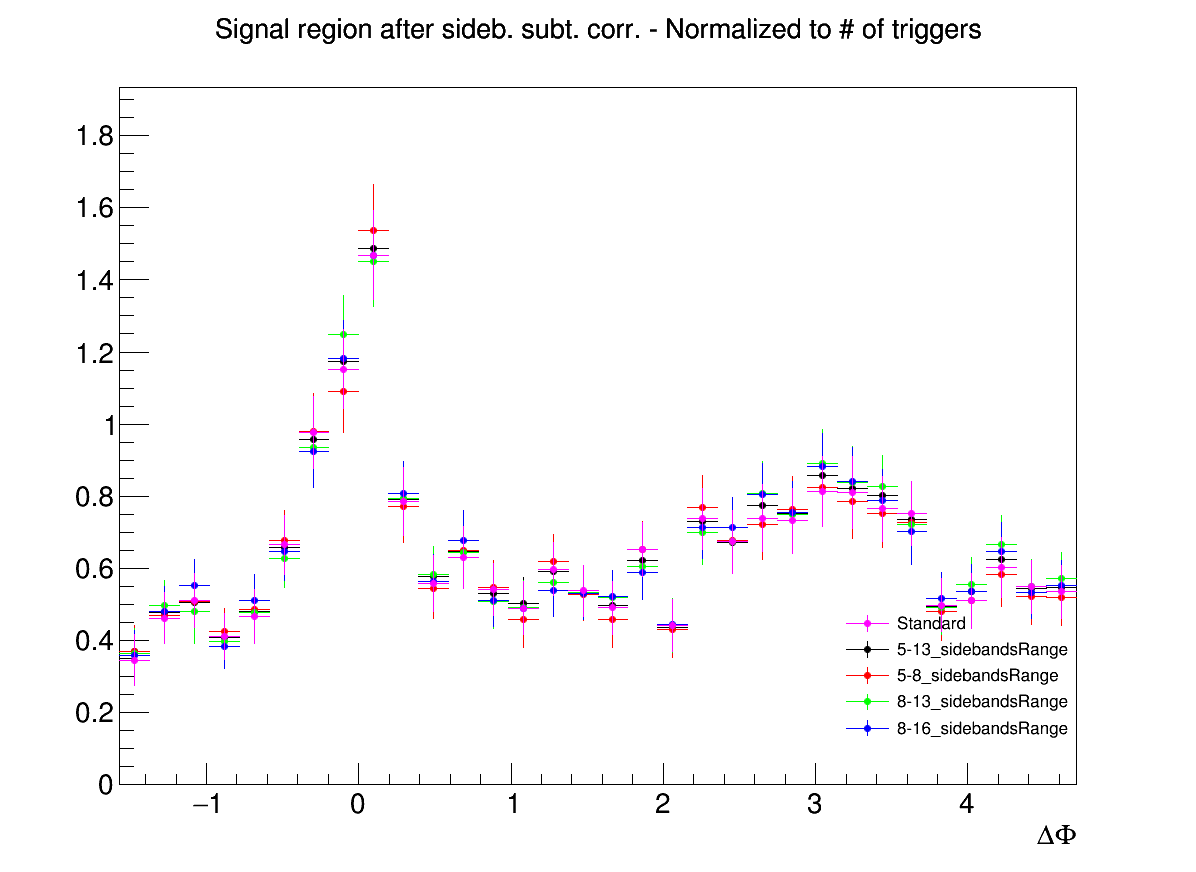 Signal region after sideb. subt. corr. - Normalized to # of triggers
1.8
1.6
1.4
1.2
1
0.8
0.6
0.4
0.2
0
Standard
5-13_sidebandsRange
5-8_sidebandsRange
8-13_sidebandsRange
8-16_sidebandsRange
−1 0 1 2 3 4
ΔΦ